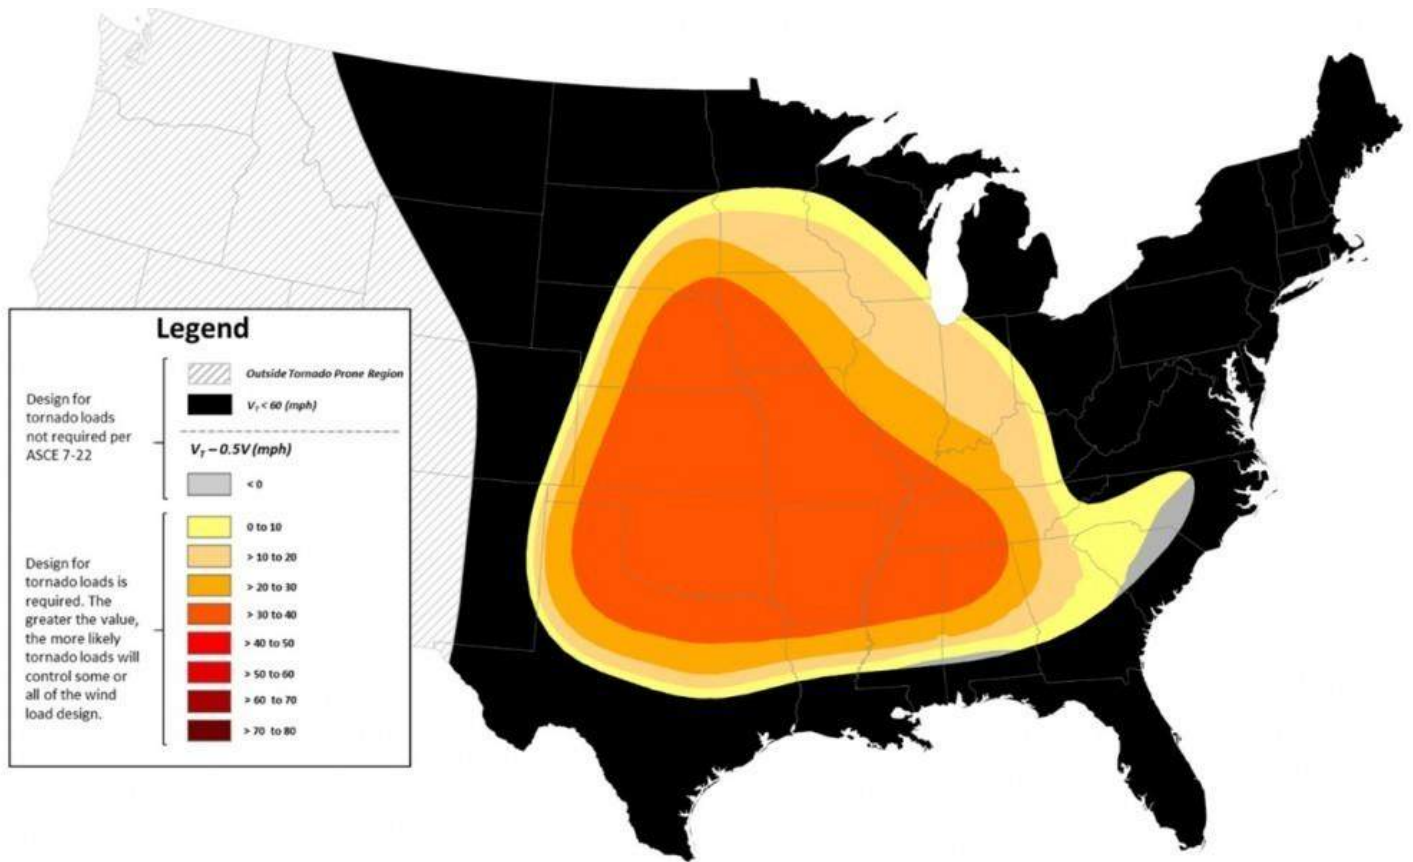 Legend
Design for
tornado loads
not required per
ASCE 7-22
Outside Tornado Prone Region
V_T < 60 (mph)
V_T – 0.5V (mph)
< 0
Design for
tornado loads is
required. The
greater the value,
the more likely
tornado loads will
control some or
all of the wind
load design.
0 to 10
> 10 to 20
> 20 to 30
> 30 to 40
> 40 to 50
> 50 to 60
> 60 to 70
> 70 to 80